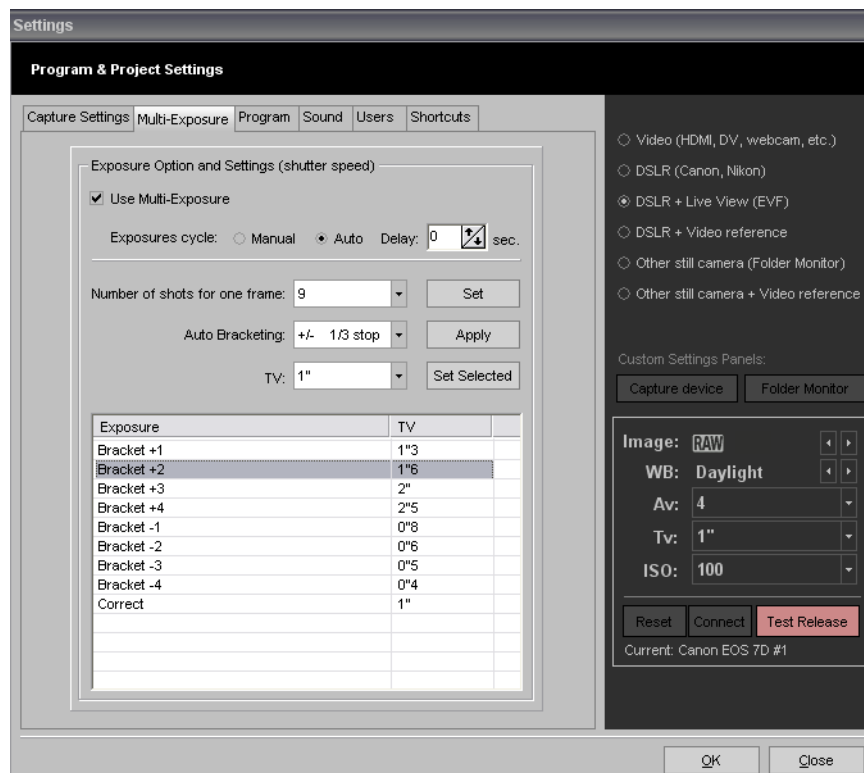 Settings
Program & Project Settings
Capture Settings Multi-Exposure Program Sound Users Shortcuts
Exposure Option and Settings (shutter speed)
Use Multi-Exposure
Exposures cycle: Manual Auto Delay: 0 sec.
Number of shots for one frame: 9 Set
Auto Bracketing: +/- 1/3 stop Apply
TV: 1" Set Selected
Exposure TV
Bracket +1 1"3
Bracket +2 1"6
Bracket +3 2"
Bracket +4 2"5
Bracket -1 0"8
Bracket -2 0"6
Bracket -3 0"5
Bracket -4 0"4
Correct 1"
Video (HDMI, DV, webcam, etc.)
DSLR (Canon, Nikon)
DSLR + Live View (EVF)
DSLR + Video reference
Other still camera (Folder Monitor)
Other still camera + Video reference
Custom Settings Panels:
Capture device Folder Monitor
Image: RAW
WB: Daylight
Av: 4
Tv: 1"
ISO: 100
Reset Connect Test Release
Current: Canon EOS 7D #1
OK Close